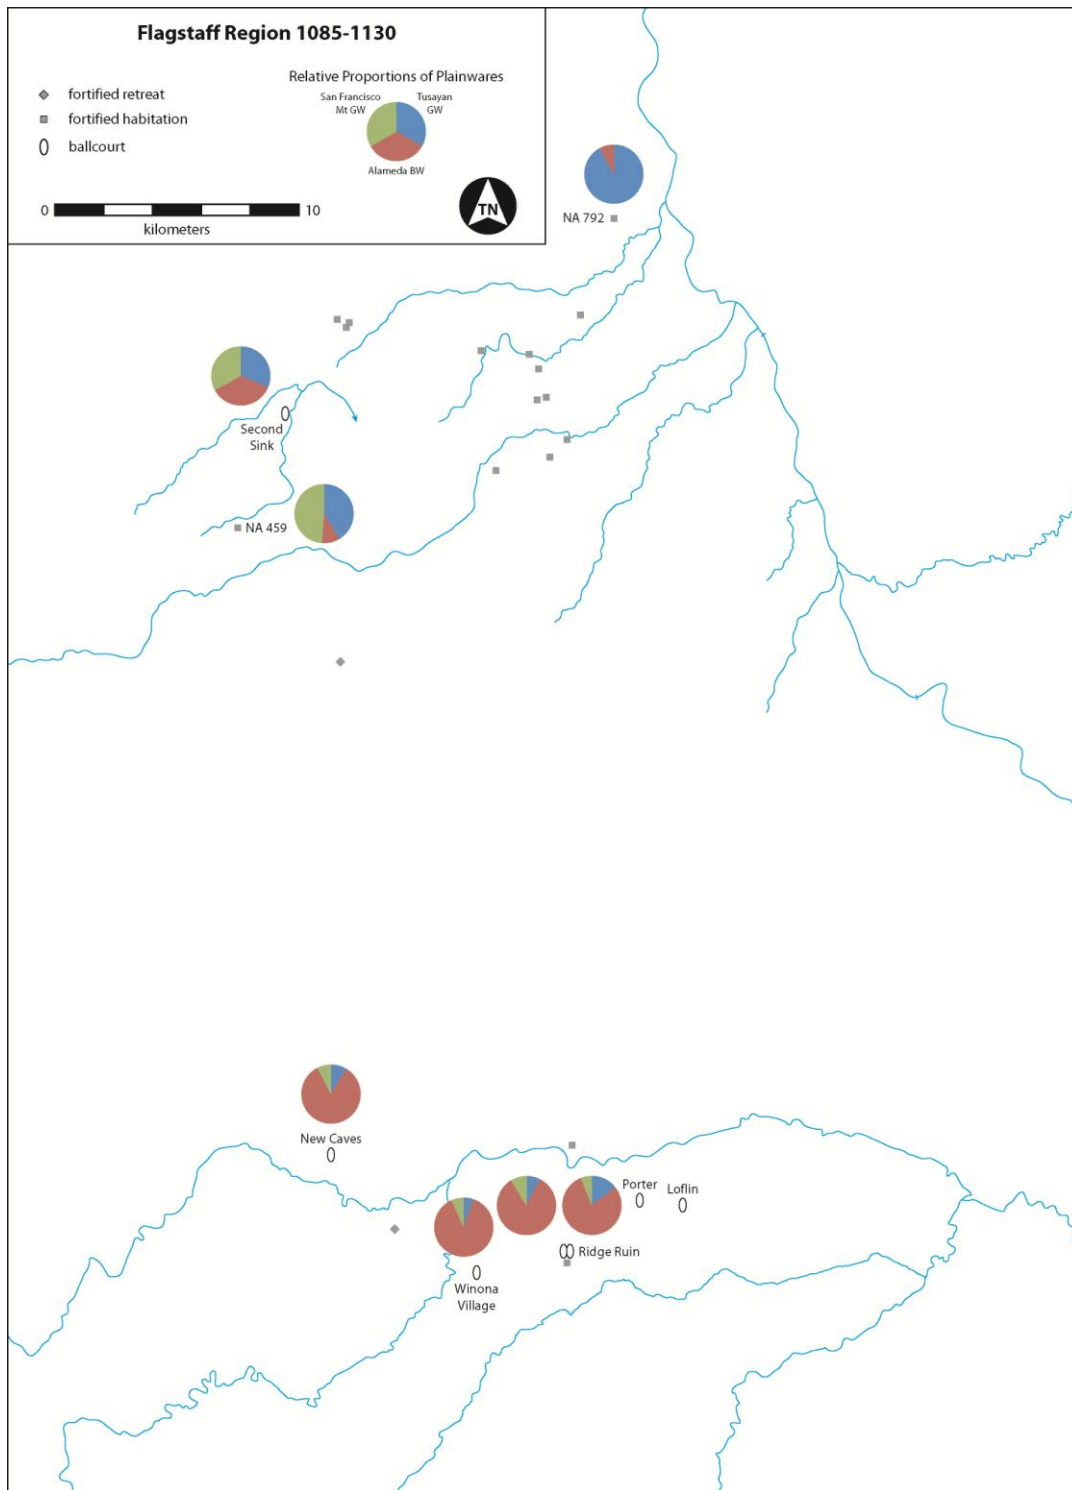 Flagstaff Region 1085-1130
Relative Proportions of Plainwares
San Francisco
Mt GW
Tusayan
GW
Alameda BW
fortified retreat
fortified habitation
ballcourt
0
10
kilometers
TN
NA 792
Second
Sink
NA 459
New Caves
Porter
Loflin
Ridge Ruin
Winona
Village